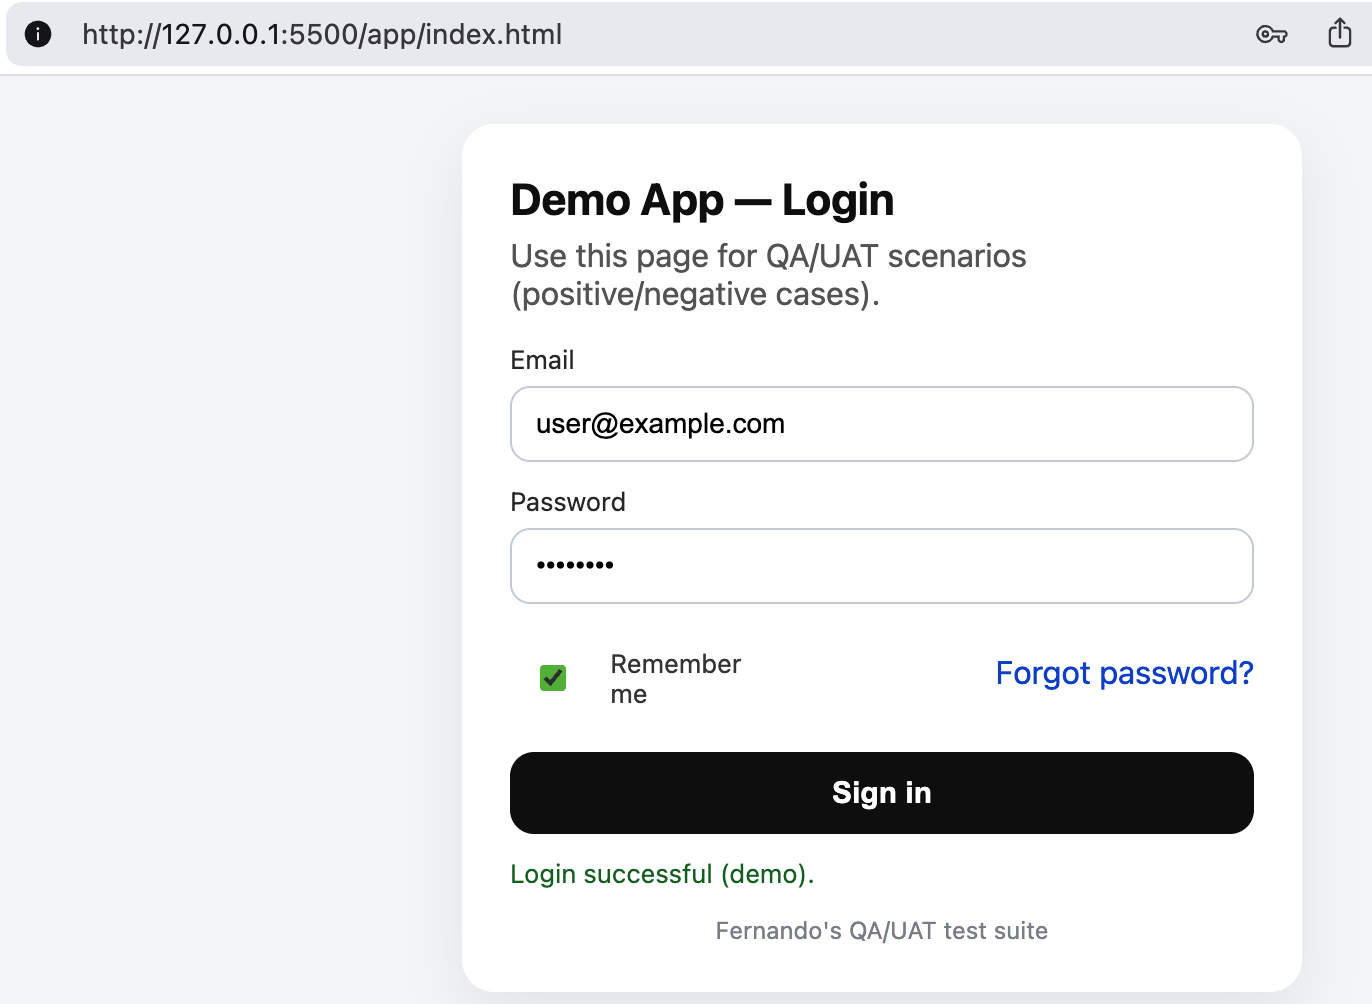 http://127.0.0.1:5500/app/index.html
Demo App — Login
Use this page for QA/UAT scenarios
(positive/negative cases).
Email
user@example.com
Password
••••••••
Remember
me
Forgot password?
Sign in
Login successful (demo).
Fernando's QA/UAT test suite